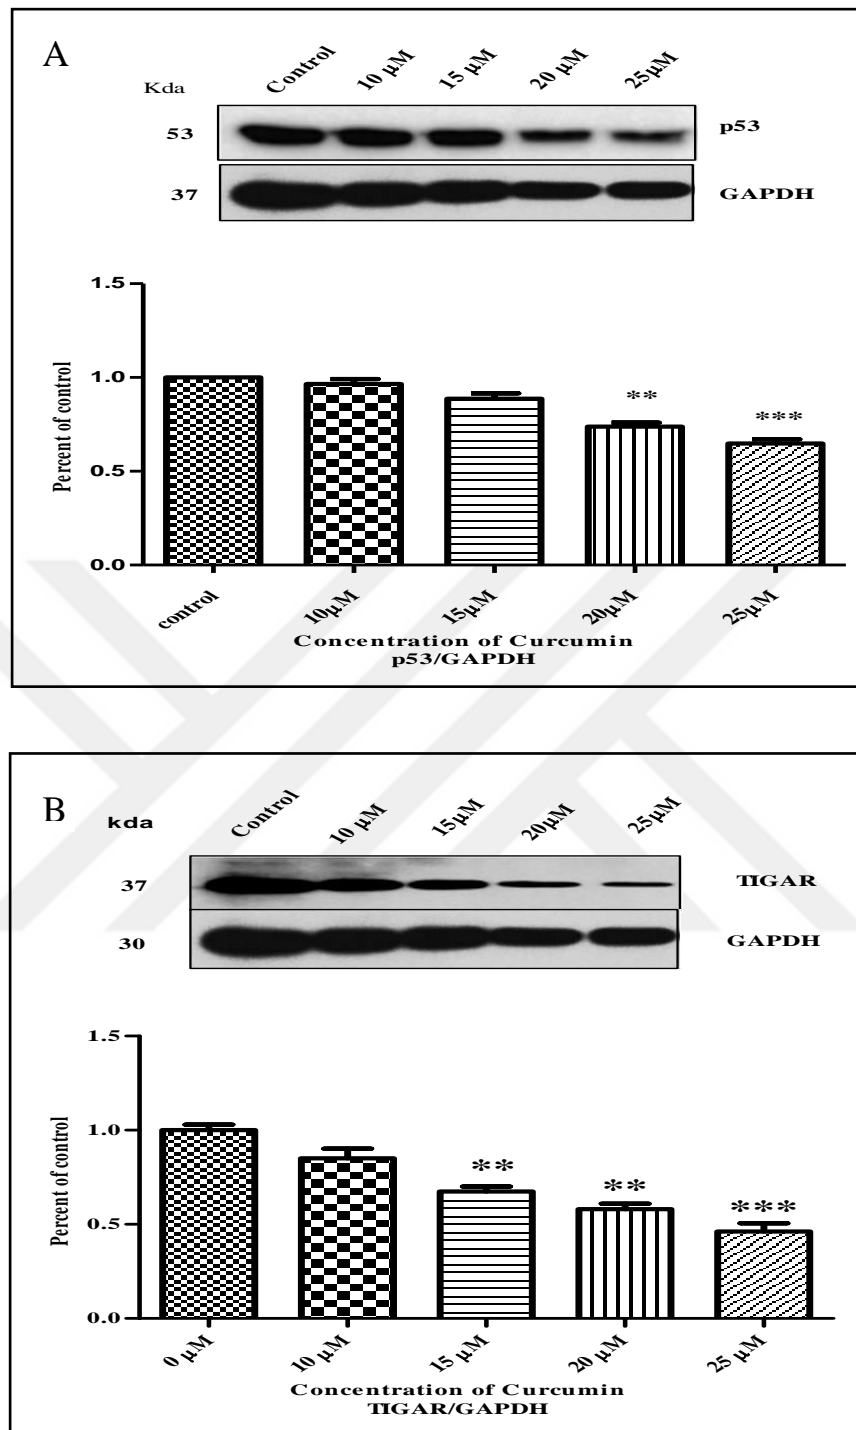 A
Kda
Control 10 µM 15 µM 20 µM 25µM
53 p53
37 GAPDH
1.5
1.0
0.5
0.0
Percent of control
**
***
control 10µM 15µM 20µM 25µM
Concentration of Curcumin
p53/GAPDH
B
kda
Control 10 µM 15µM 20µM 25µM
37 TIGAR
30 GAPDH
1.5
1.0
0.5
0.0
Percent of control
**
**
***
0 µM 10 µM 15 µM 20 µM 25 µM
Concentration of Curcumin
TIGAR/GAPDH